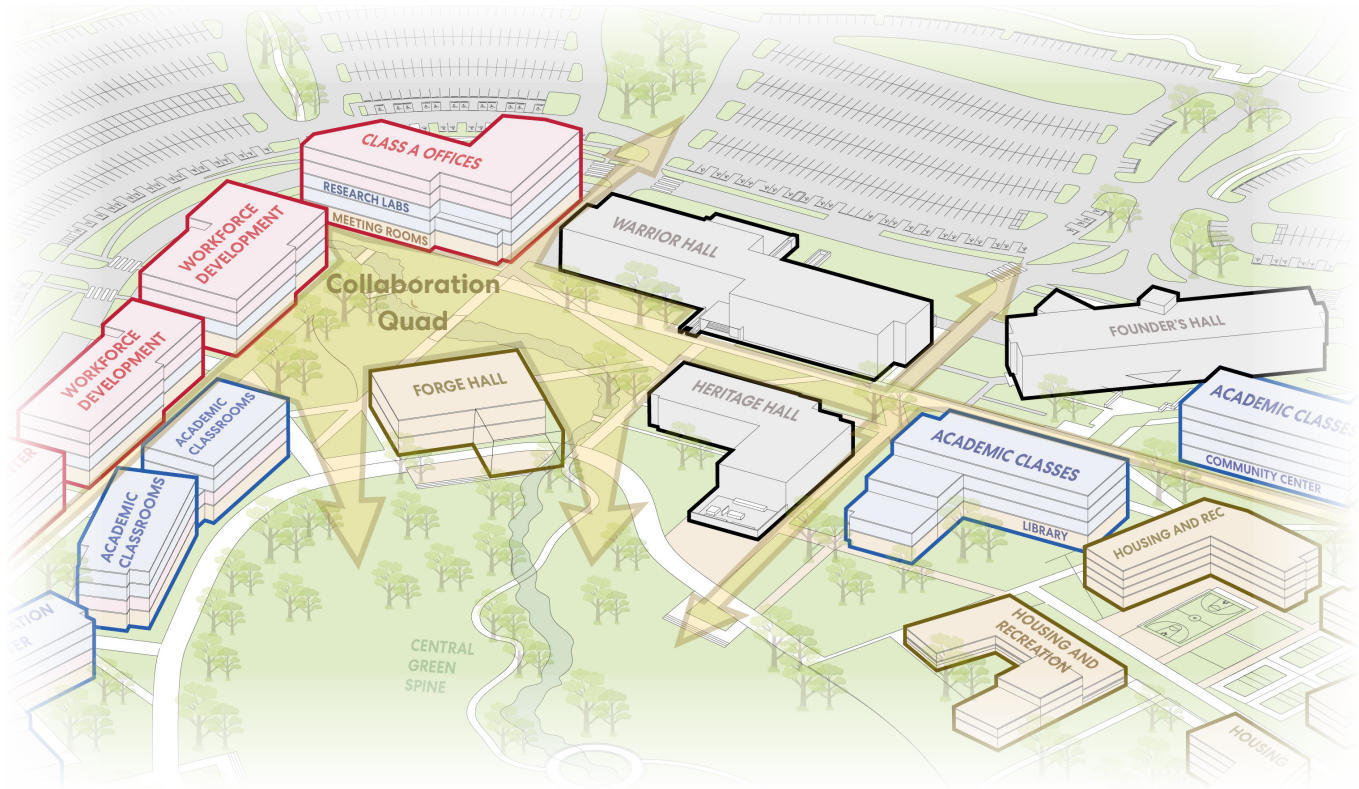 CLASS A OFFICES
RESEARCH LABS
MEETING ROOMS
WORKFORCE
DEVELOPMENT
WARRIOR HALL
Collaboration
Quad
FOUNDER'S HALL
WORKFORCE
DEVELOPMENT
FORGE HALL
HERITAGE HALL
ACADEMIC
CLASSROOMS
ACADEMIC CLASSES
COMMUNITY CENTER
ACADEMIC CLASSES
LIBRARY
ACADEMIC
CLASSROOMS
HOUSING AND REC
HOUSING AND
RECREATION
CENTRAL
GREEN
SPINE
HOUSING